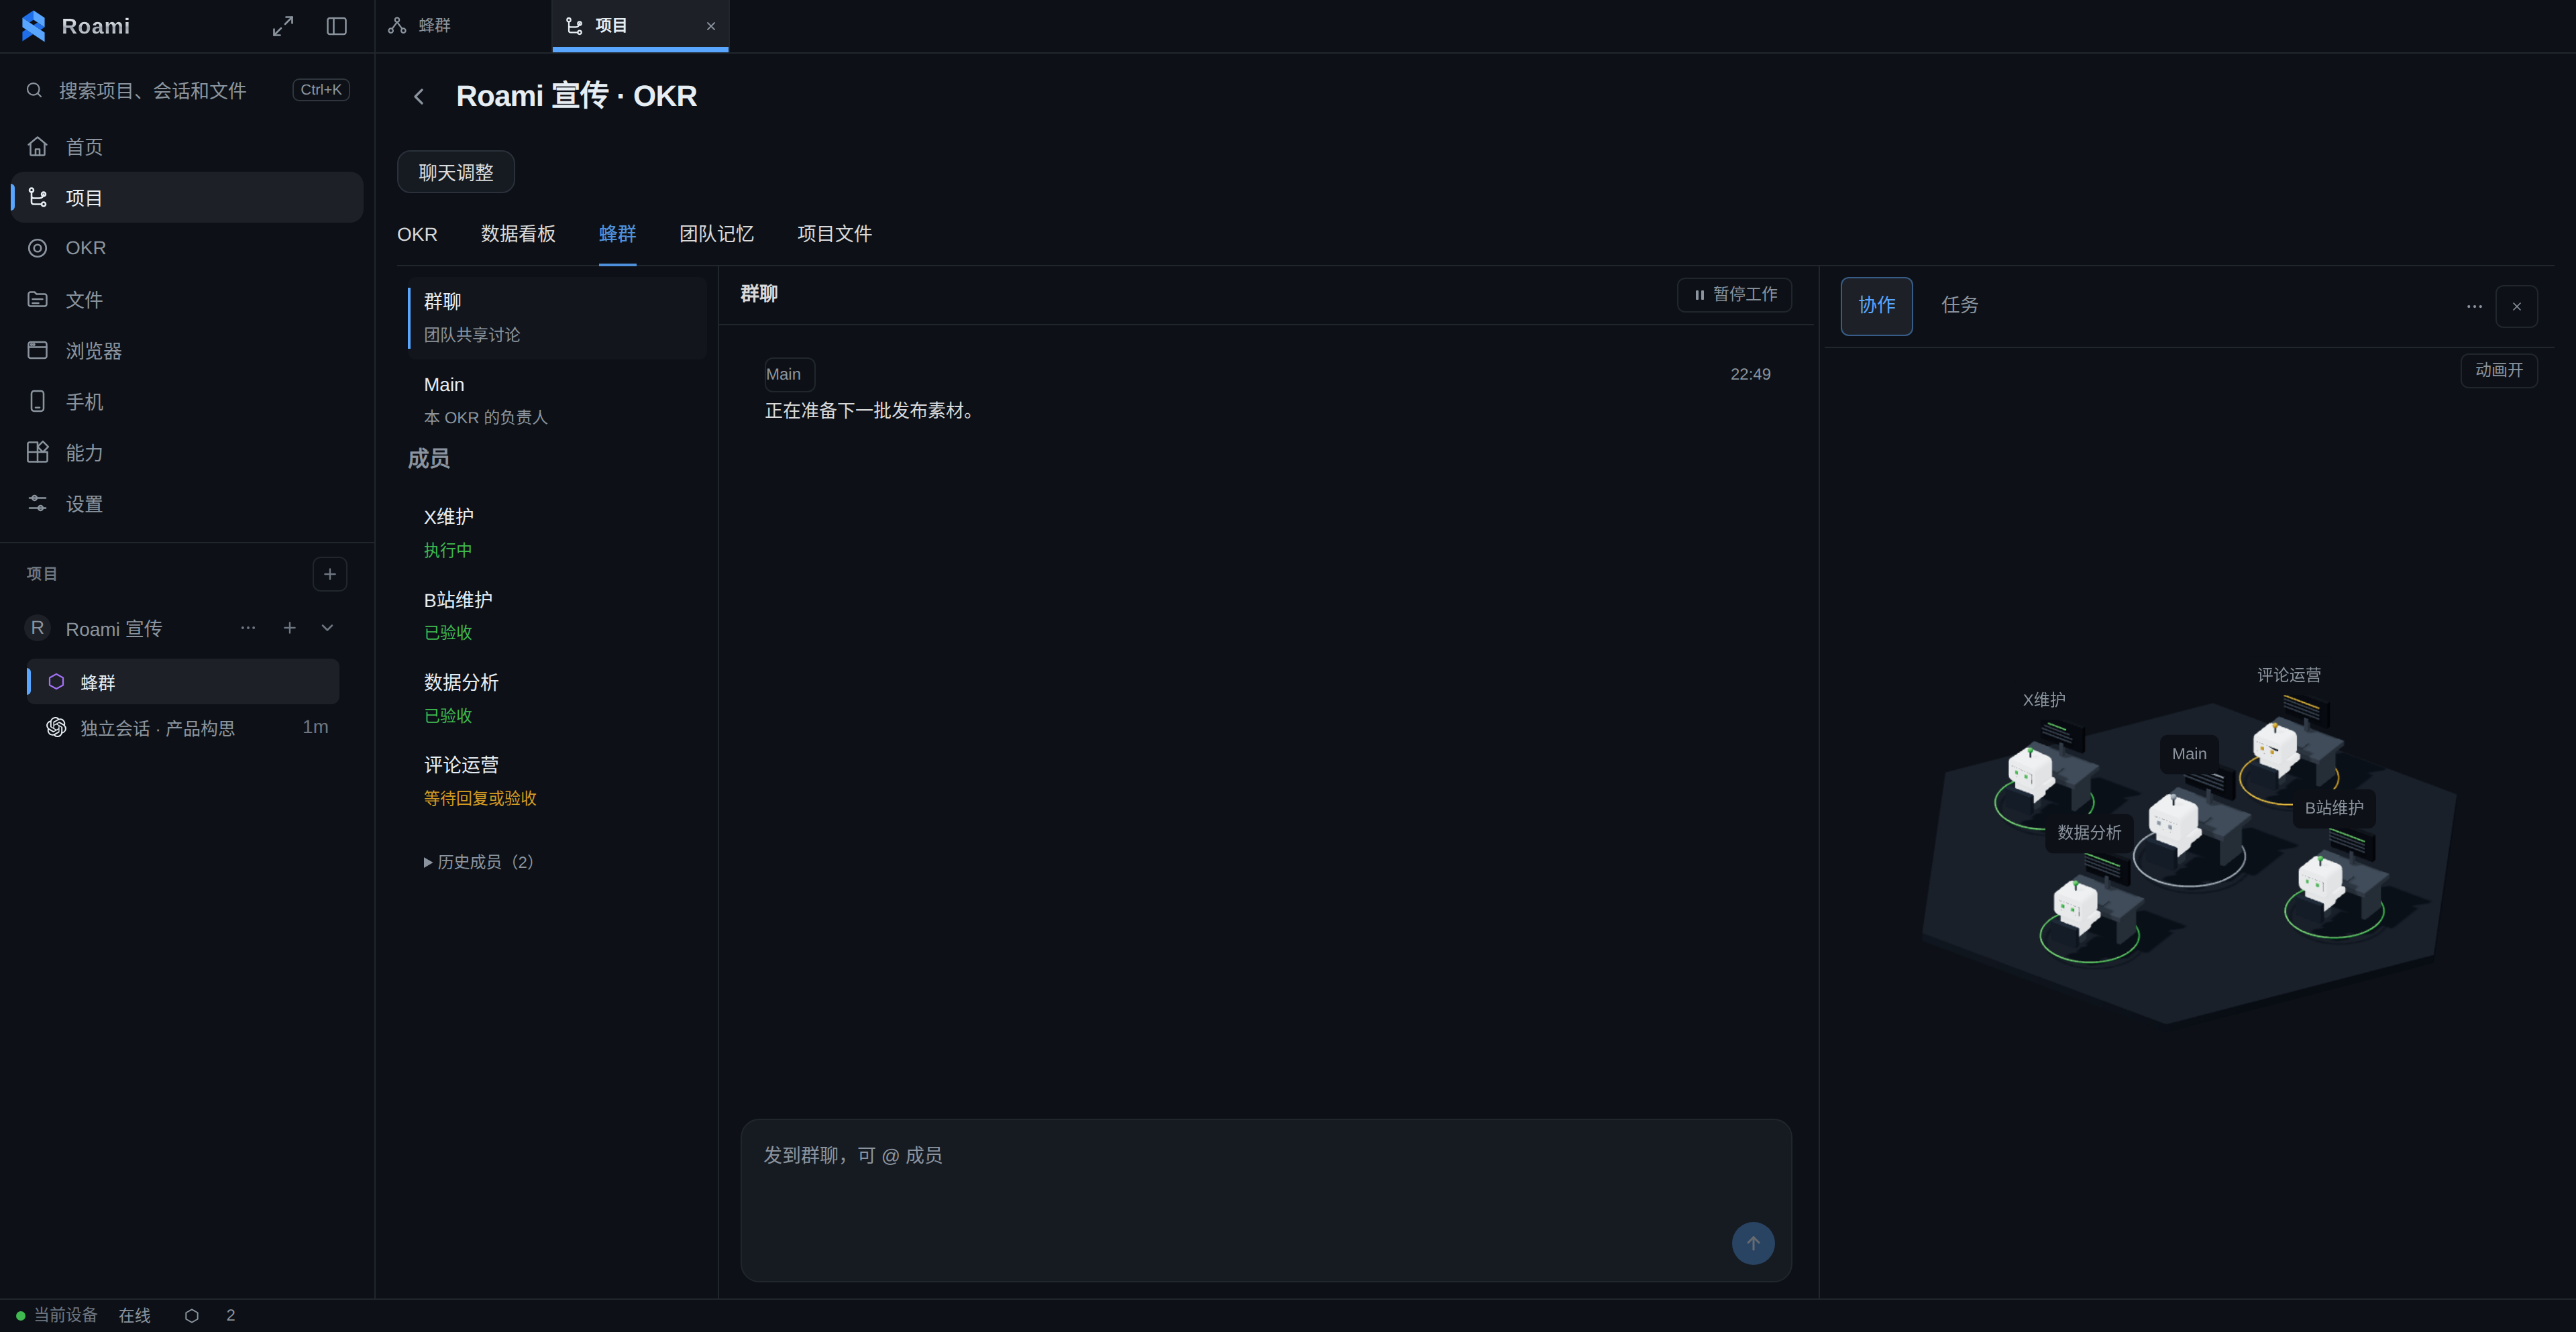 Roami
蜂群
项目
搜索项目、会话和文件
Ctrl+K
首页
项目
OKR
文件
浏览器
手机
能力
设置
项目
R
Roami 宣传
蜂群
独立会话 · 产品构思
1m
Roami 宣传 · OKR
聊天调整
OKR
数据看板
蜂群
团队记忆
项目文件
群聊
团队共享讨论
Main
本 OKR 的负责人
成员
X维护
执行中
B站维护
已验收
数据分析
已验收
评论运营
等待回复或验收
历史成员（2）
群聊
暂停工作
Main
22:49
正在准备下一批发布素材。
发到群聊，可 @ 成员
协作
任务
动画开
评论运营
X维护
Main
B站维护
数据分析
当前设备
在线
2